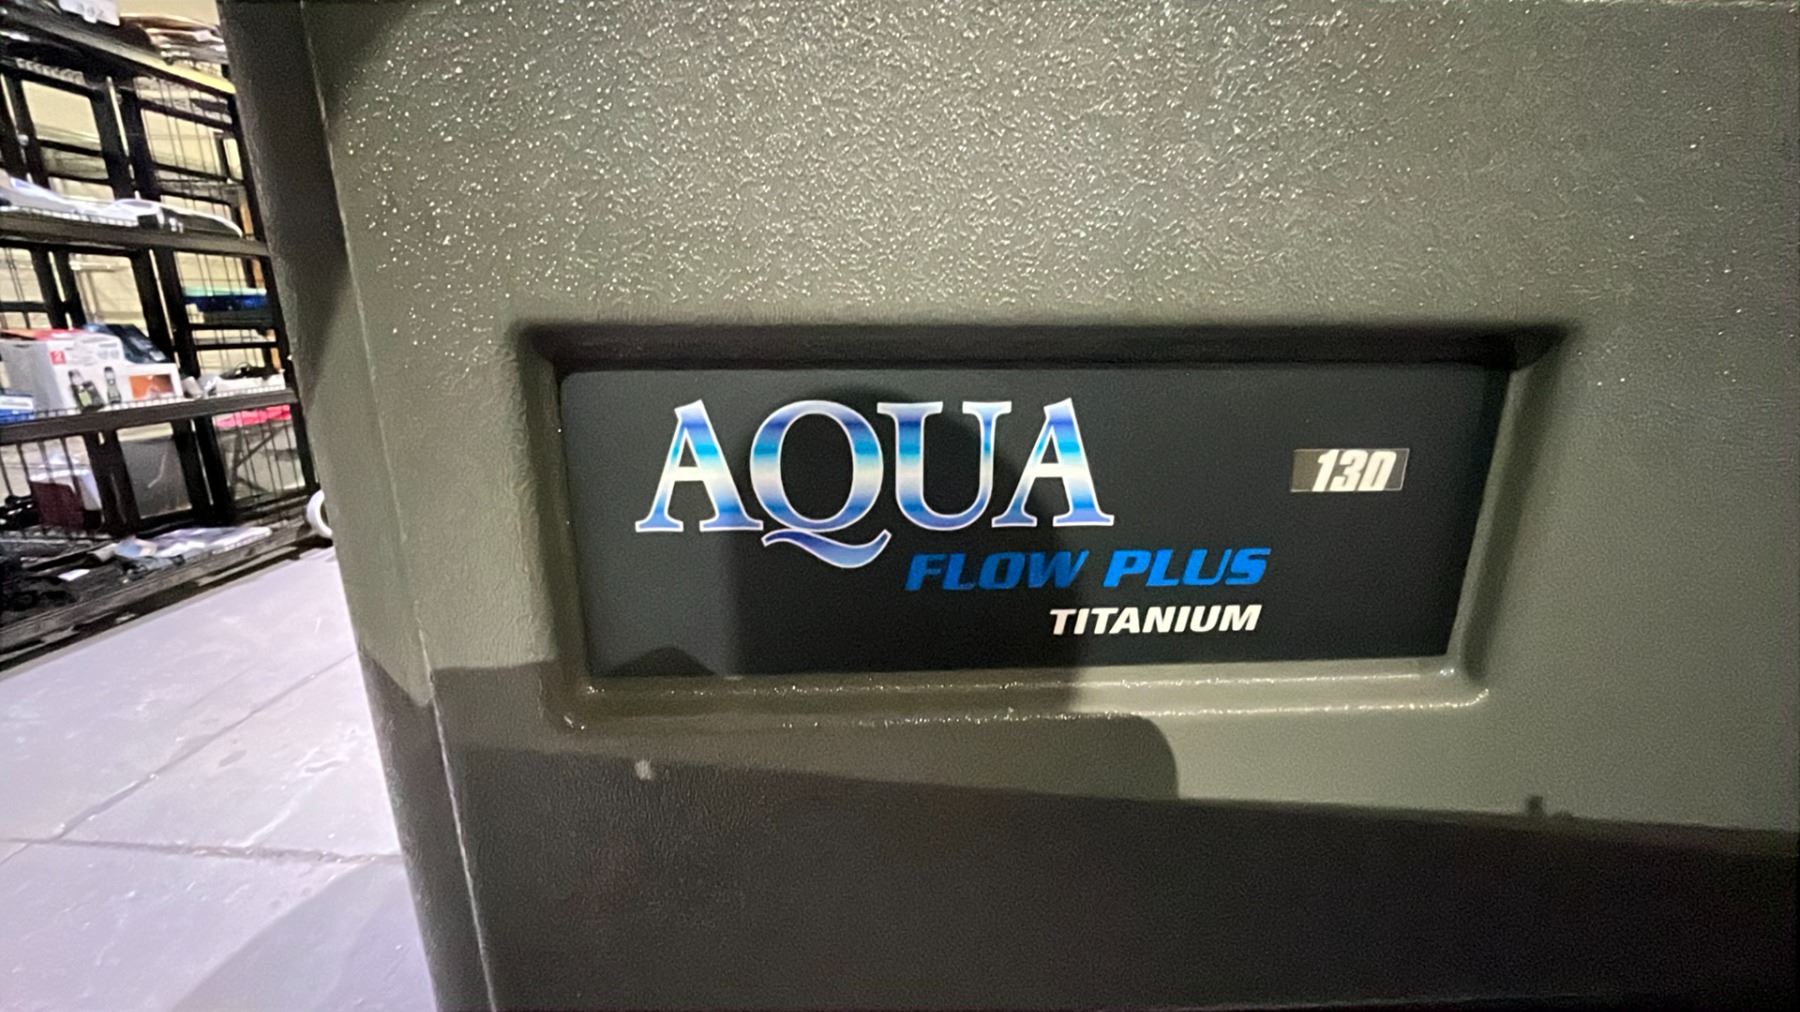 AQUA
130
FLOW PLUS
TITANIUM